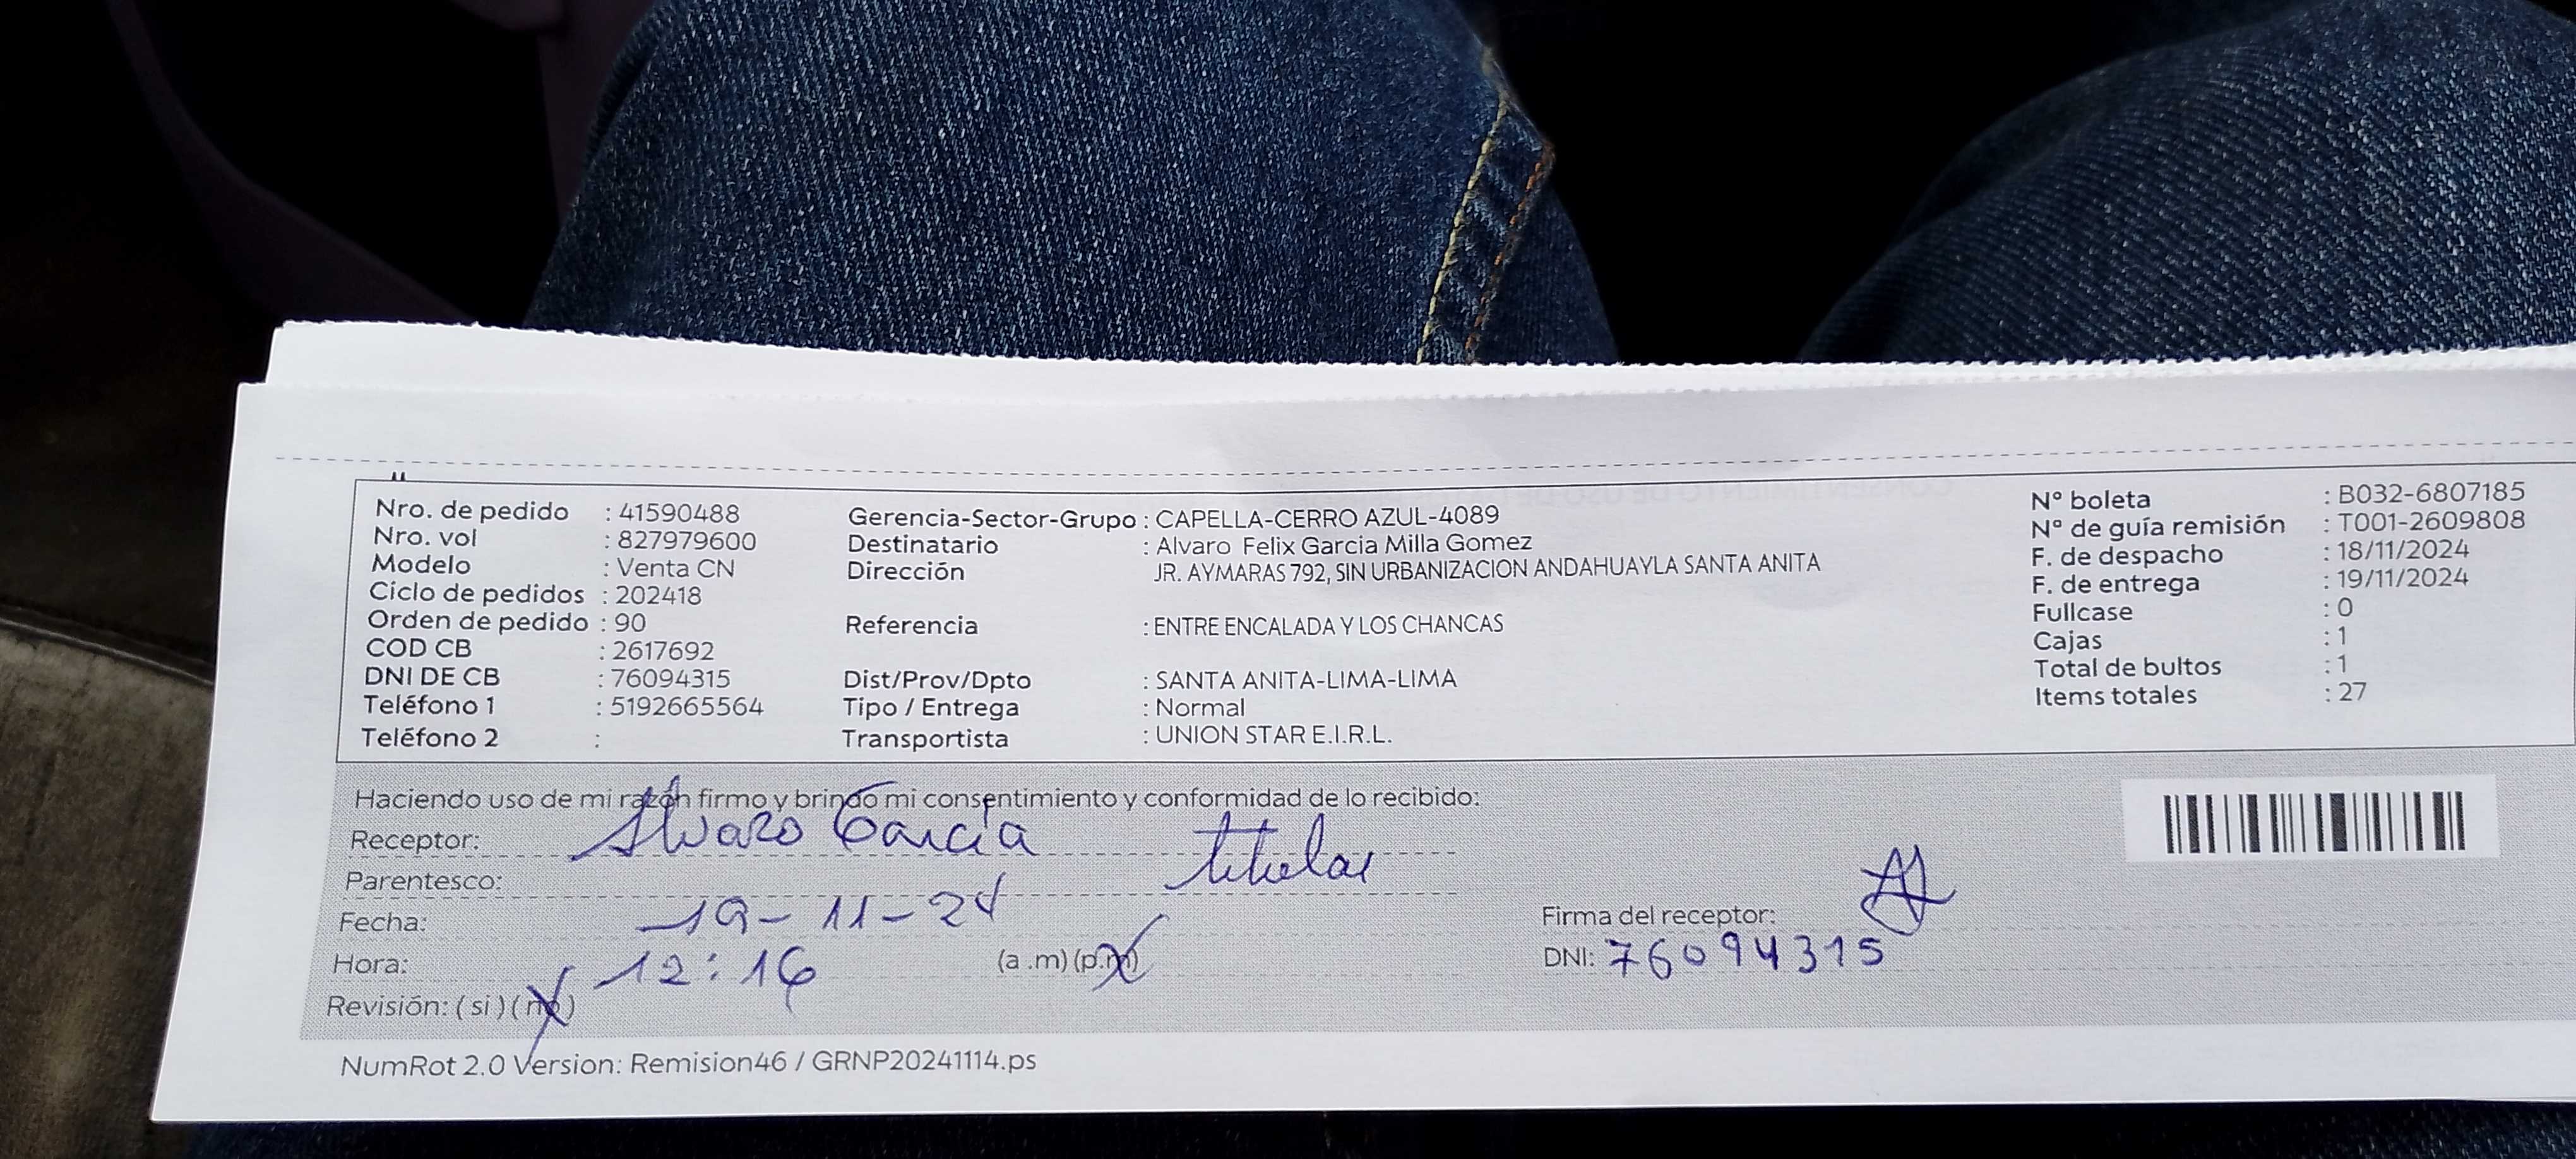 Nro. de pedido : 41590488
Nro. vol : 827979600
Modelo : Venta CN
Ciclo de pedidos : 202418
Orden de pedido : 90
COD CB : 2617692
DNI DE CB : 76094315
Teléfono 1 : 5192665564
Teléfono 2 :
Gerencia-Sector-Grupo : CAPELLA-CERRO AZUL-4089
Destinatario : Alvaro Felix Garcia Milla Gomez
Dirección JR. AYMARAS 792, SIN URBANIZACION ANDAHUAYLA SANTA ANITA
Referencia : ENTRE ENCALADA Y LOS CHANCAS
Dist/Prov/Dpto : SANTA ANITA-LIMA-LIMA
Tipo / Entrega : Normal
Transportista : UNION STAR E.I.R.L.
N° boleta : B032-6807185
N° de guía remisión : T001-2609808
F. de despacho : 18/11/2024
F. de entrega : 19/11/2024
Fullcase : 0
Cajas : 1
Total de bultos : 1
Items totales : 27
Haciendo uso de mi razón firmo y brindo mi consentimiento y conformidad de lo recibido:
Receptor: Alvaro Garcia
Parentesco: titular
Fecha: 19-11-24
Hora: 12:16 (a .m) (p.m)
Revisión: ( si ) ( no )
Firma del receptor:
DNI: 76094315
NumRot 2.0 Version: Remision46 / GRNP20241114.ps